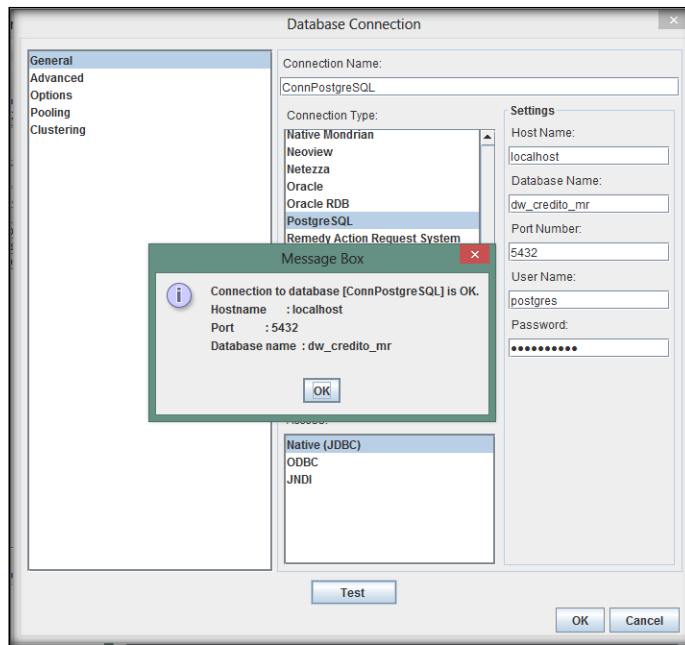 Database Connection
General
Advanced
Options
Pooling
Clustering
Connection Name:
ConnPostgreSQL
Connection Type:
Native Mondrian
Neoview
Netezza
Oracle
Oracle RDB
PostgreSQL
Remedy Action Request System
Settings
Host Name:
localhost
Database Name:
dw_credito_mr
Port Number:
5432
User Name:
postgres
Password:
••••••••••
Message Box
Connection to database [ConnPostgreSQL] is OK.
Hostname : localhost
Port : 5432
Database name : dw_credito_mr
OK
Native (JDBC)
ODBC
JNDI
Test
OK
Cancel